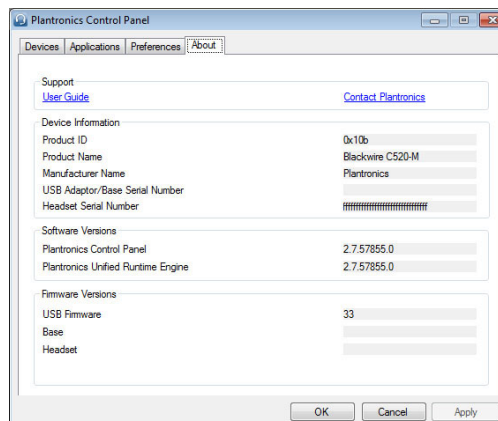 Plantronics Control Panel
Devices Applications Preferences About
Support
User Guide Contact Plantronics
Device Information
Product ID 0x10b
Product Name Blackwire C520-M
Manufacturer Name Plantronics
USB Adaptor/Base Serial Number
Headset Serial Number
Software Versions
Plantronics Control Panel 2.7.57855.0
Plantronics Unified Runtime Engine 2.7.57855.0
Firmware Versions
USB Firmware 33
Base
Headset
OK Cancel Apply